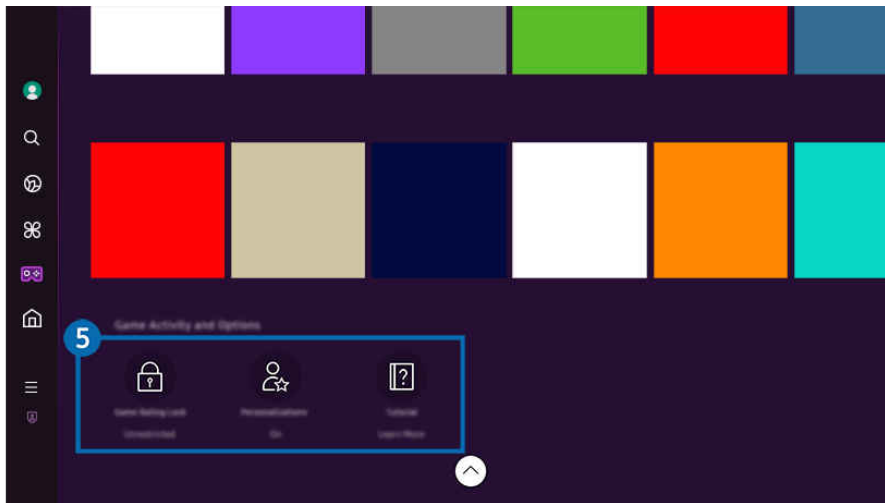 Game Activity and Options
5
Game Rating Lock
Personalizations
Tutorial
Unrestricted
On
Learn More